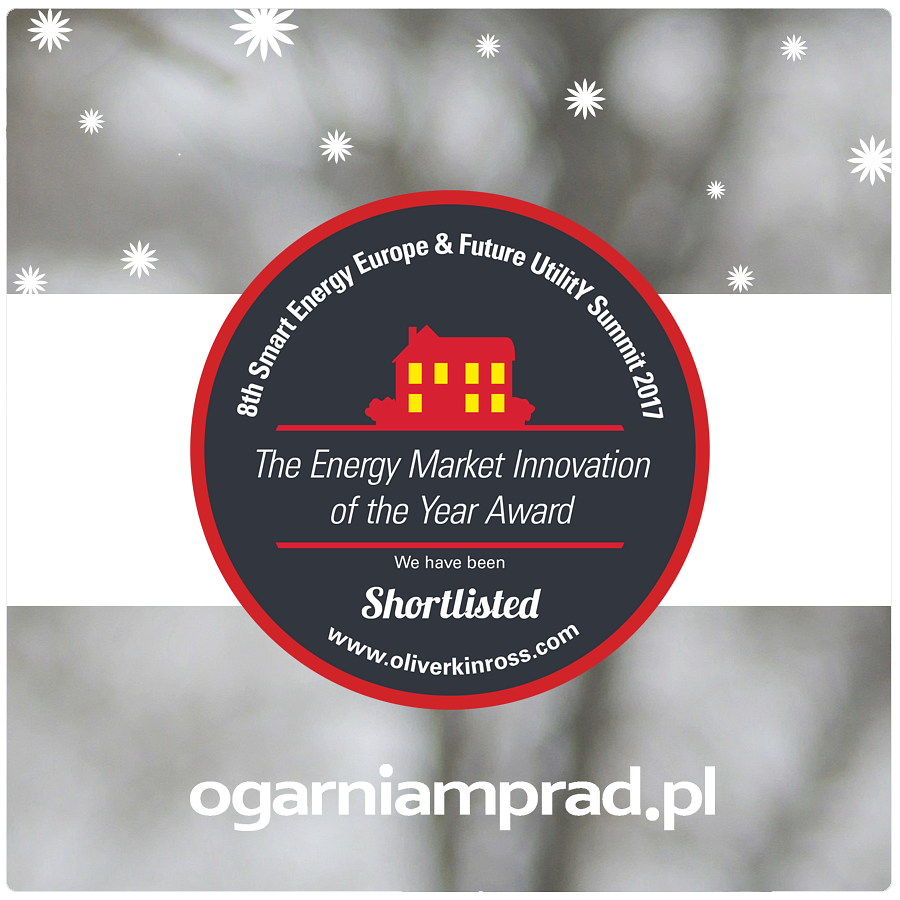 8th Smart Energy Europe & Future UtilitY Summit 2017
The Energy Market Innovation
of the Year Award
We have been
Shortlisted
www.oliverkinross.com
ogarniamprad.pl